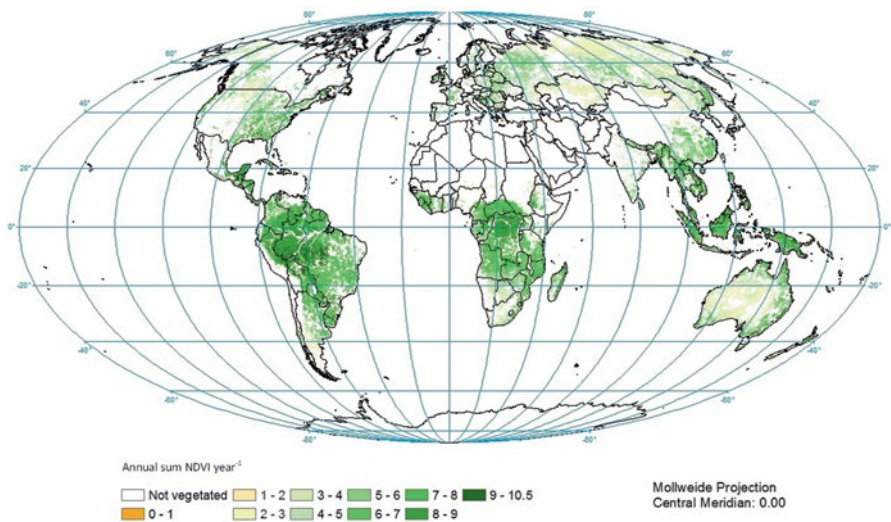 60° 60°
40° 40°
20° 20°
0° 0°
-20° -20°
-40° -40°
-60° -60°
-80° -80°
Annual sum NDVI year-1
Not vegetated 1 - 2 3 - 4 5 - 6 7 - 8 9 - 10.5
0 - 1 2 - 3 4 - 5 6 - 7 8 - 9
Mollweide Projection
Central Meridian: 0.00